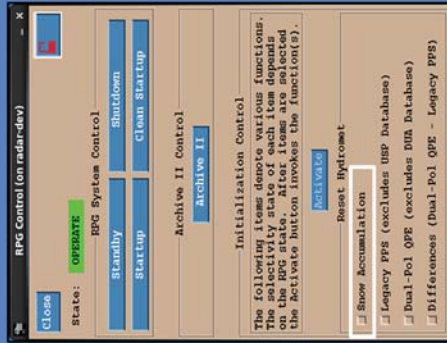 RPG Control (on radar-dev)
Close
State: OPERATE
RPG System Control
Standby Shutdown
Startup Clean Startup
Archive II Control
Archive II
Initialization Control
The following items denote various functions.
The selectivity state of each item depends
on the RPG state. After items are selected
the Activate button invokes the function(s).
Activate
Reset Hydromet
Snow Accumulation
Legacy PPS (excludes USP Database)
Dual-Pol QPE (excludes DUA Database)
Differences (Dual-Pol QPE - Legacy PPS)